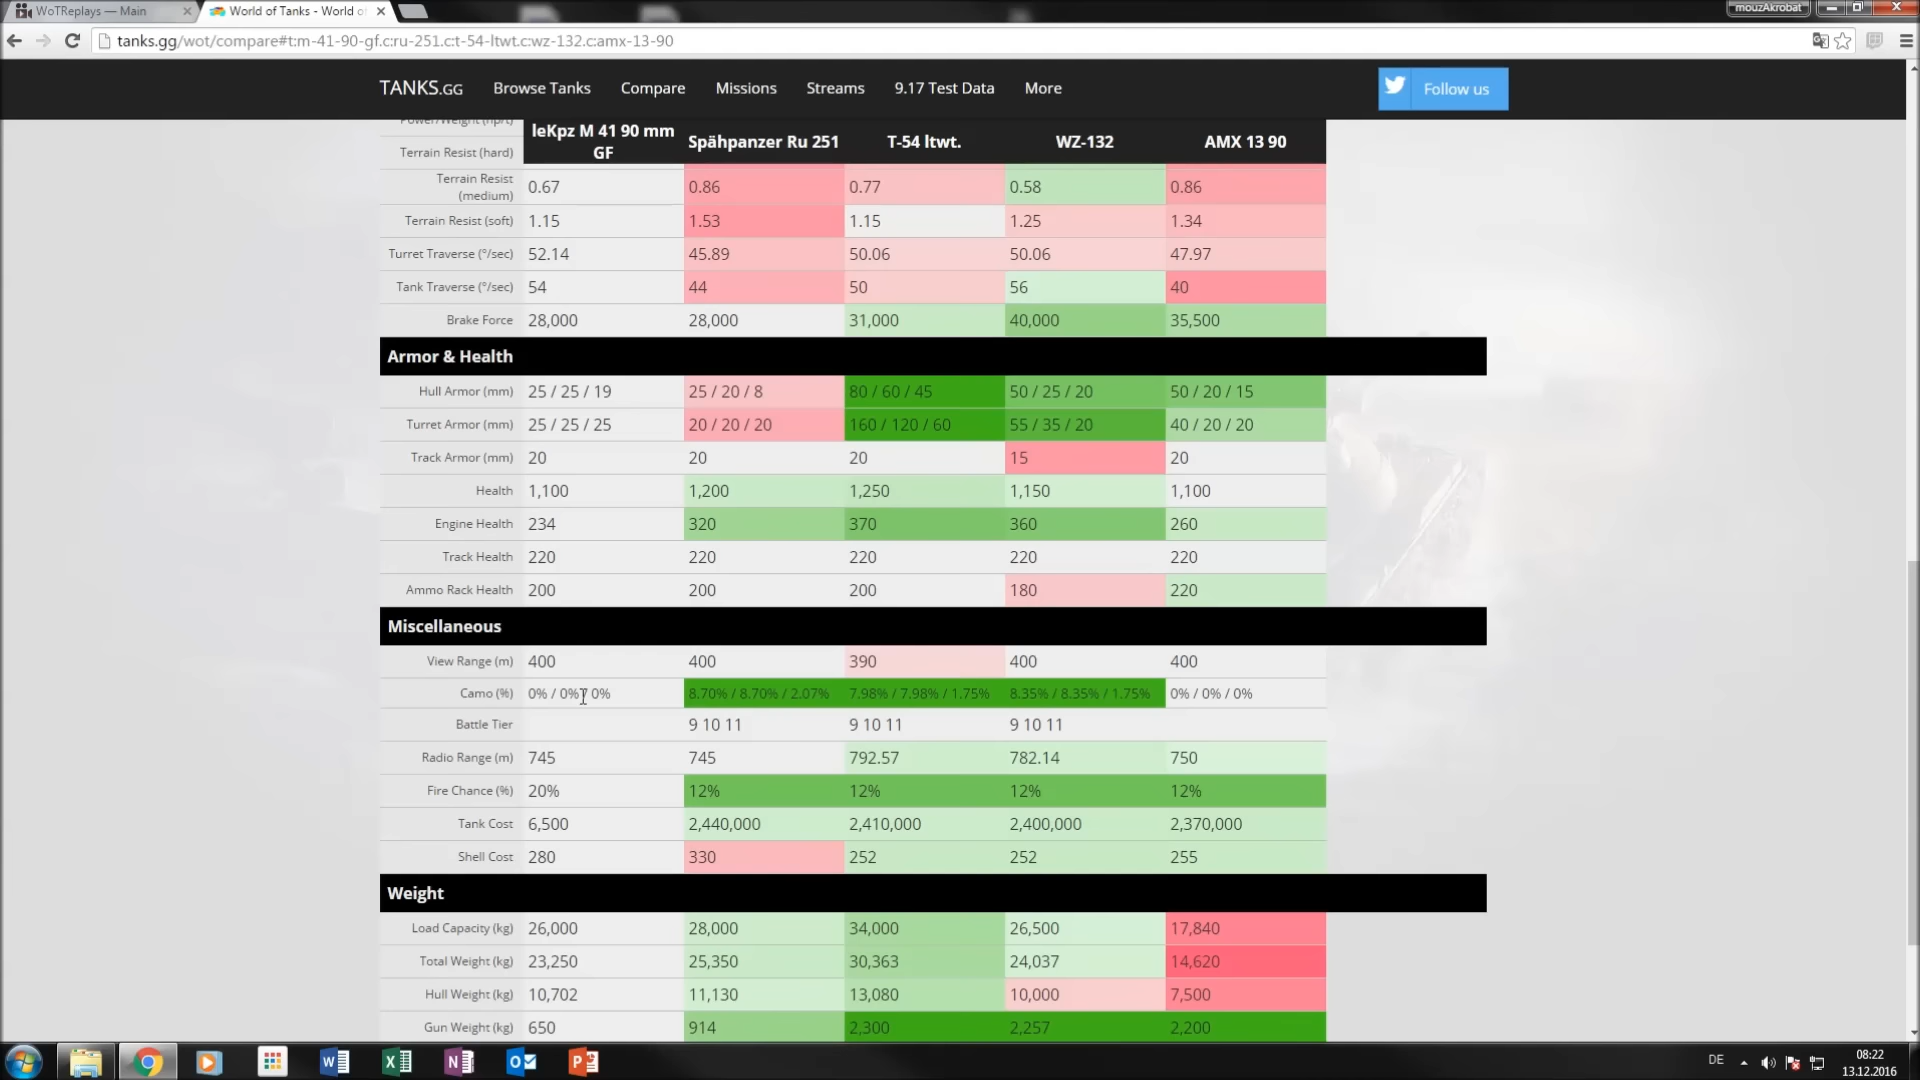 WoTReplays — Main
World of Tanks - World o
mouzAkrobat
tanks.gg/wot/compare#t:m-41-90-gf.c:ru-251.c:t-54-ltwt.c:wz-132.c:amx-13-90
TANKS.GG Browse Tanks Compare Missions Streams 9.17 Test Data More Follow us
Power/Weight (hp/t)
leKpz M 41 90 mm GF Spähpanzer Ru 251 T-54 ltwt. WZ-132 AMX 13 90
Terrain Resist (hard)
Terrain Resist (medium) 0.67 0.86 0.77 0.58 0.86
Terrain Resist (soft) 1.15 1.53 1.15 1.25 1.34
Turret Traverse (°/sec) 52.14 45.89 50.06 50.06 47.97
Tank Traverse (°/sec) 54 44 50 56 40
Brake Force 28,000 28,000 31,000 40,000 35,500
Armor & Health
Hull Armor (mm) 25 / 25 / 19 25 / 20 / 8 80 / 60 / 45 50 / 25 / 20 50 / 20 / 15
Turret Armor (mm) 25 / 25 / 25 20 / 20 / 20 160 / 120 / 60 55 / 35 / 20 40 / 20 / 20
Track Armor (mm) 20 20 20 15 20
Health 1,100 1,200 1,250 1,150 1,100
Engine Health 234 320 370 360 260
Track Health 220 220 220 220 220
Ammo Rack Health 200 200 200 180 220
Miscellaneous
View Range (m) 400 400 390 400 400
Camo (%) 0% / 0% / 0% 8.70% / 8.70% / 2.07% 7.98% / 7.98% / 1.75% 8.35% / 8.35% / 1.75% 0% / 0% / 0%
Battle Tier 9 10 11 9 10 11 9 10 11
Radio Range (m) 745 745 792.57 782.14 750
Fire Chance (%) 20% 12% 12% 12% 12%
Tank Cost 6,500 2,440,000 2,410,000 2,400,000 2,370,000
Shell Cost 280 330 252 252 255
Weight
Load Capacity (kg) 26,000 28,000 34,000 26,500 17,840
Total Weight (kg) 23,250 25,350 30,363 24,037 14,620
Hull Weight (kg) 10,702 11,130 13,080 10,000 7,500
Gun Weight (kg) 650 914 2,300 2,257 2,200
DE
08:22
13.12.2016